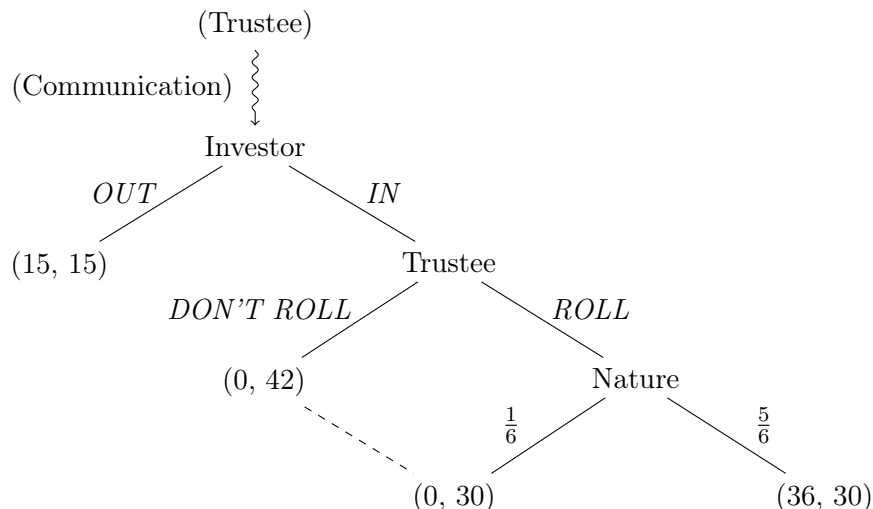 (Trustee)
(Communication)
Investor
OUT
IN
(15, 15)
Trustee
DON'T ROLL
ROLL
(0, 42)
Nature
1/6
5/6
(0, 30)
(36, 30)